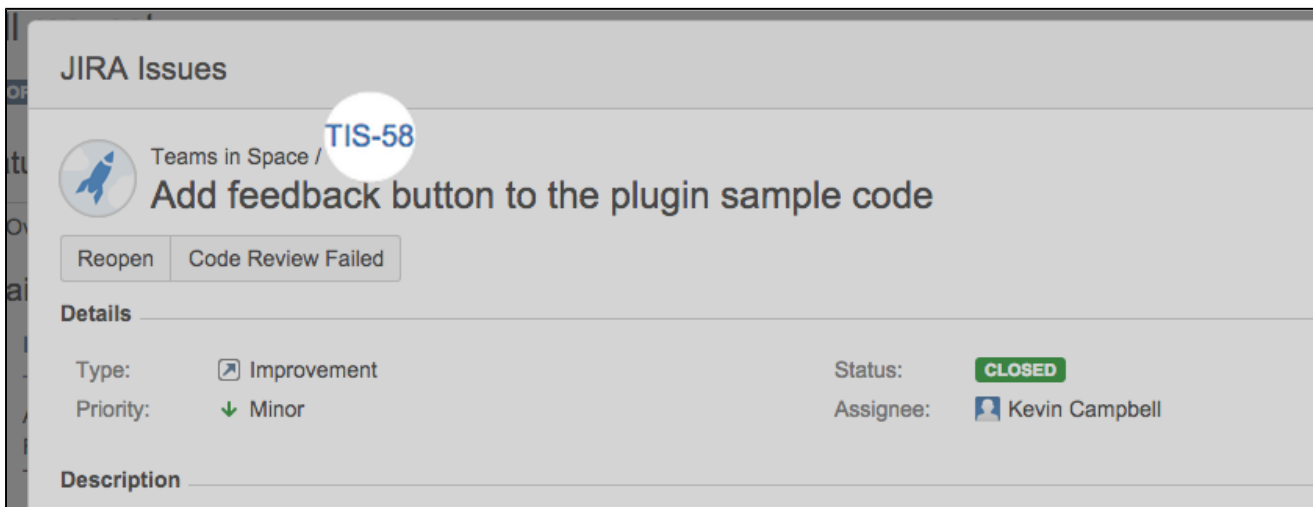 JIRA Issues
Teams in Space / TIS-58
Add feedback button to the plugin sample code
Reopen Code Review Failed
Details
Type: Improvement Status: CLOSED
Priority: Minor Assignee: Kevin Campbell
Description